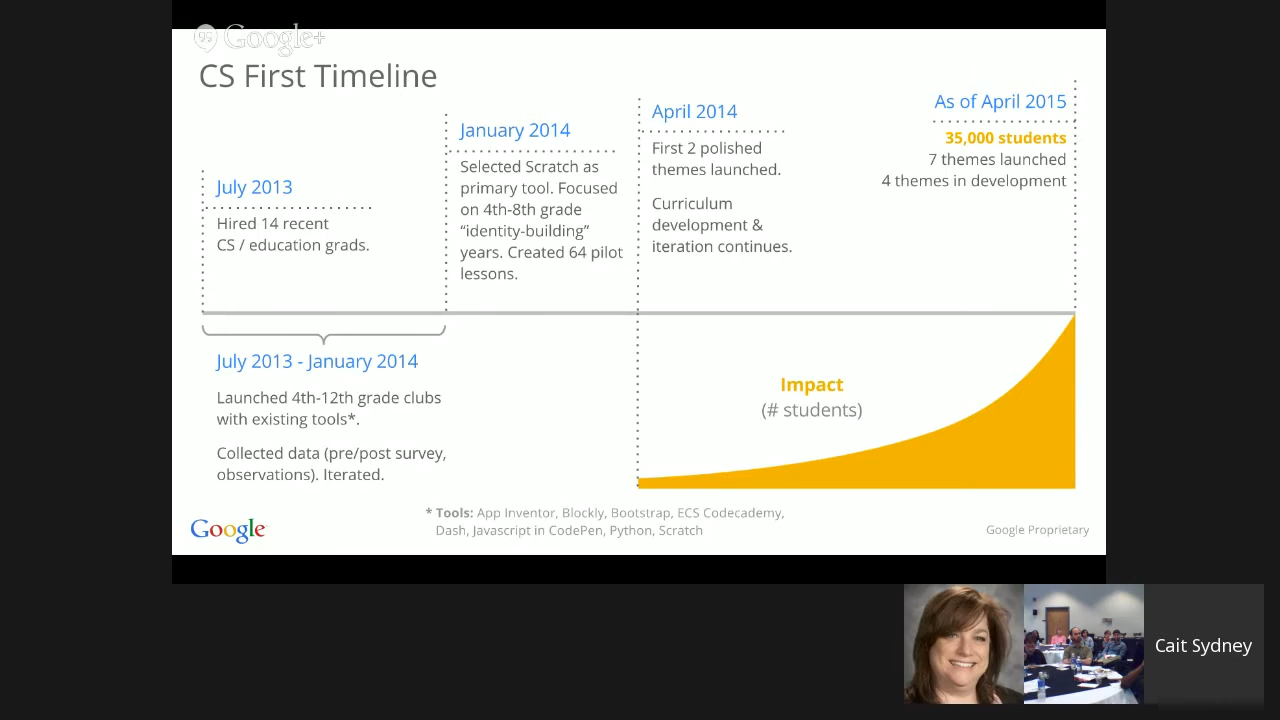 Google+
CS First Timeline
July 2013
Hired 14 recent
CS / education grads.
January 2014
Selected Scratch as
primary tool. Focused
on 4th-8th grade
“identity-building”
years. Created 64 pilot
lessons.
April 2014
First 2 polished
themes launched.
Curriculum
development &
iteration continues.
As of April 2015
35,000 students
7 themes launched
4 themes in development
July 2013 - January 2014
Launched 4th-12th grade clubs
with existing tools*.
Collected data (pre/post survey,
observations). Iterated.
Impact
(# students)
* Tools: App Inventor, Blockly, Bootstrap, ECS Codecademy,
Dash, Javascript in CodePen, Python, Scratch
Google
Google Proprietary
Cait Sydney